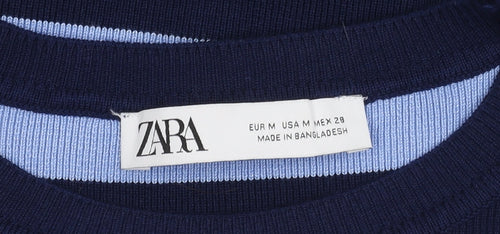 ZARA
EUR M USA M MEX 28
MADE IN BANGLADESH